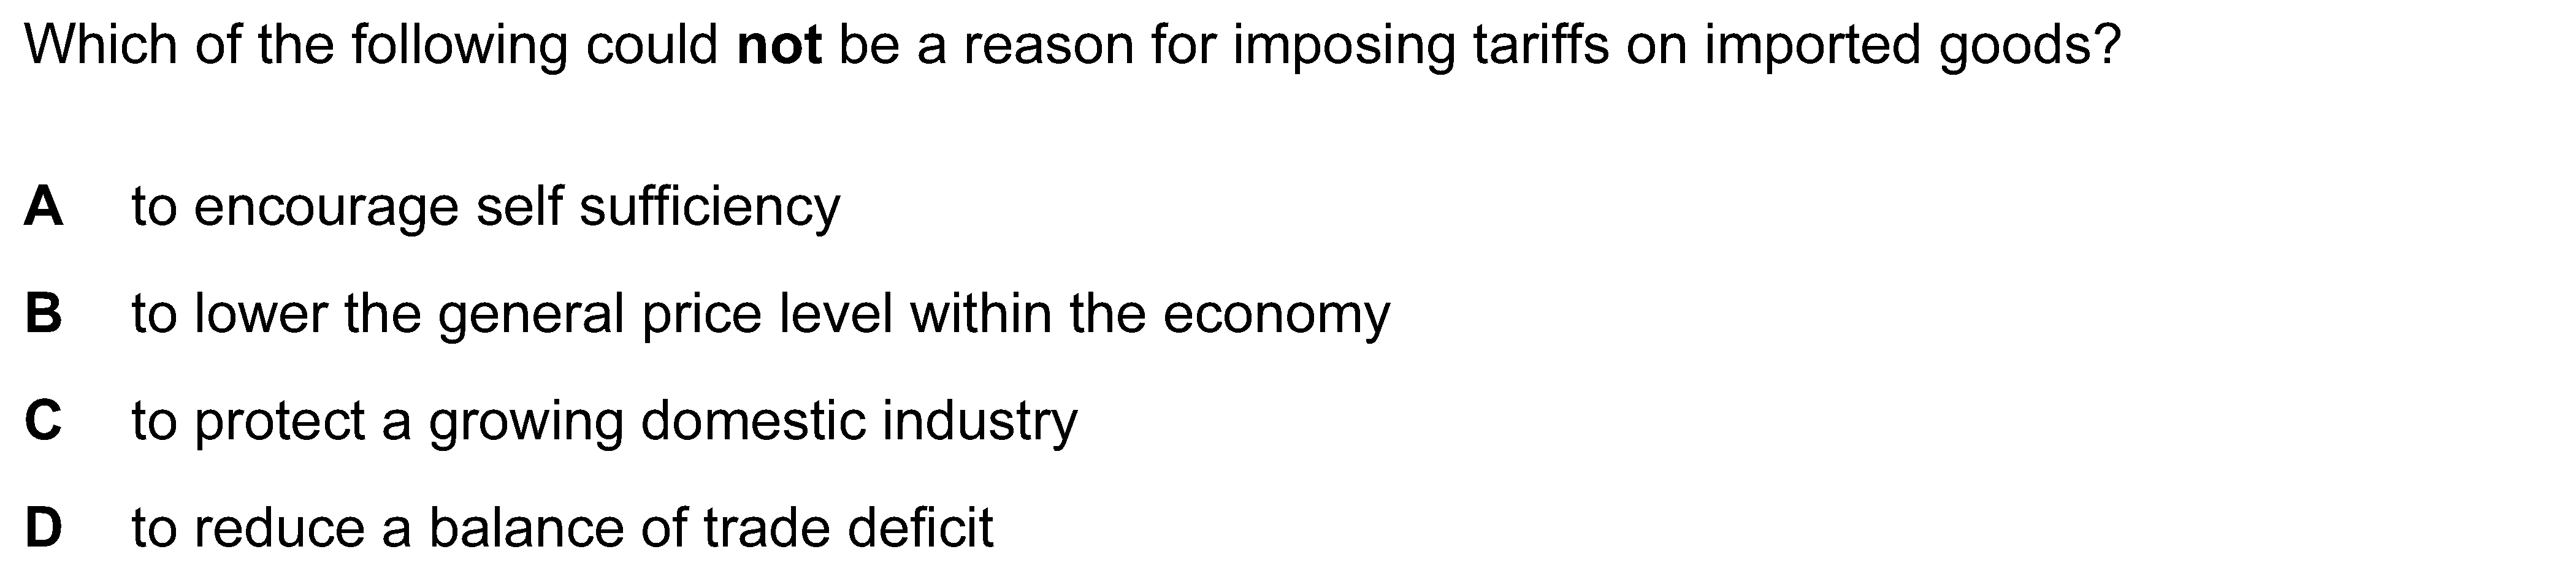 Which of the following could not be a reason for imposing tariffs on imported goods?
A to encourage self sufficiency
B to lower the general price level within the economy
C to protect a growing domestic industry
D to reduce a balance of trade deficit